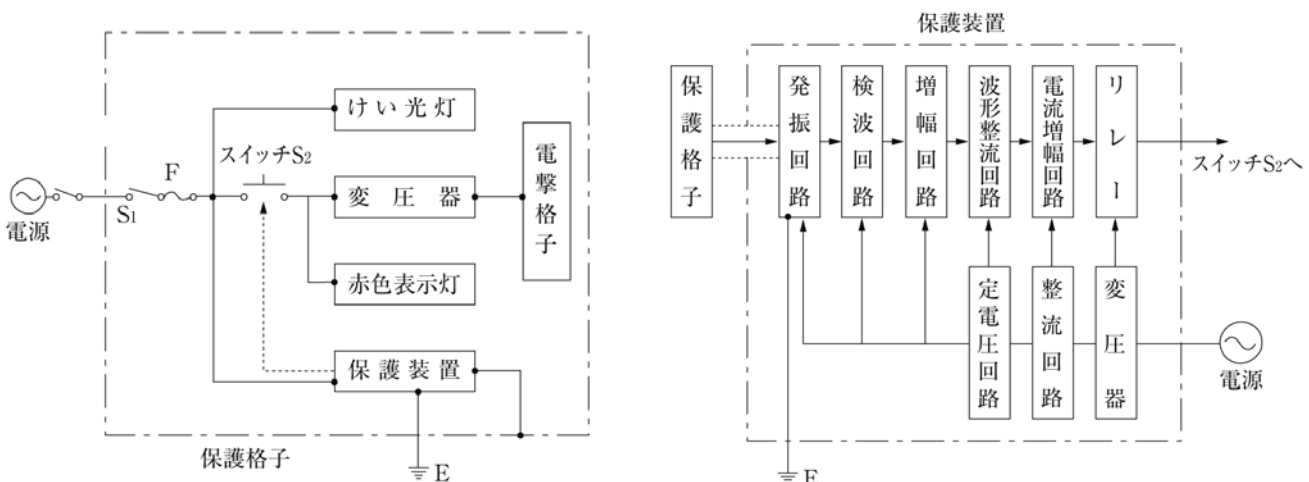 けい光灯
スイッチS₂
F
S₁
電源
変圧器
電撃格子
赤色表示灯
保護装置
保護格子
E
保護装置
保護格子
発振回路
検波回路
増幅回路
波形整流回路
電流増幅回路
リレー
スイッチS₂へ
定電圧回路
整流回路
変圧器
電源
E